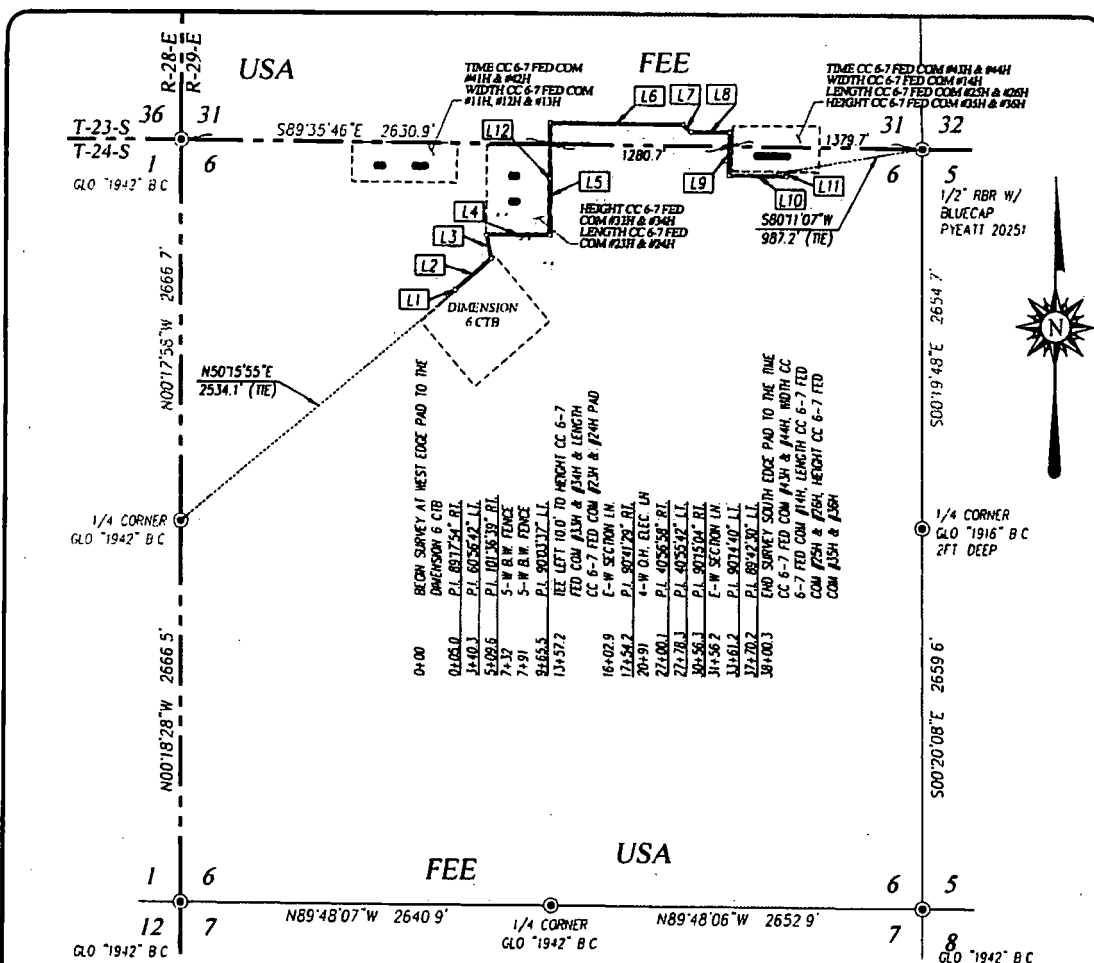 R-28-E
R-29-E
USA
FEE
TIME CC 6-7 FED COM
#41H & #42H
WIDTH CC 6-7 FED COM
#11H, #12H & #13H
TIME CC 6-7 FED COM #43H & #44H
WIDTH CC 6-7 FED COM #14H
LENGTH CC 6-7 FED COM #25H & #26H
HEIGHT CC 6-7 FED COM #35H & #36H
L6
L7
L8
36
31
T-23-S
T-24-S
S89°35'46"E 2630.9'
L12
1280.7'
1379.7'
31
32
1
6
6
5
GLO "1942" B C
L5
L9
L10
L11
1/2" RBR W/
BLUECAP
PYEATT 20251
S80°11'07"W
987.2' (TIE)
L4
L3
L2
L1
HEIGHT CC 6-7 FED
COM #33H & #34H
LENGTH CC 6-7 FED
COM #23H & #24H
DIMENSION
6 CTB
N00°17'58"W 2666 7'
S00°19'48"E 2654 7'
N
N50°15'55"E
2534.1' (TIE)
1/4 CORNER
GLO "1942" B C
1/4 CORNER
GLO "1916" B C
2FT DEEP
0+00 BEGIN SURVEY AT WEST EDGE PAD TO THE
DIMENSION 6 CTB
0+05.0 P.I. 89°17'54" RT.
3+40.3 P.I. 60°56'42" LT.
5+09.6 P.I. 101°36'39" RT.
7+32 5-W B.W. FENCE
7+91 5-W B.W. FENCE
9+65.5 P.I. 90°03'37" LT.
13+57.2 TEE LEFT 10.0' TO HEIGHT CC 6-7
FED COM #33H & #34H & LENGTH
CC 6-7 FED COM #23H & #24H PAD
16+02.9 E-W SECTION LN.
17+54.2 P.I. 90°41'29" RT.
20+91 4-W O.H. ELEC. LN
27+00.1 P.I. 40°56'58" RT.
27+78.3 P.I. 40°55'42" LT.
30+56.3 P.I. 90°15'04" RT.
31+56 2 E-W SECTION LN.
33+61.2 P.I. 90°14'40" LT.
37+70.2 P.I. 89°42'30" LT.
38+00.3 END SURVEY SOUTH EDGE PAD TO THE TIME
CC 6-7 FED COM #43H & #44H, WIDTH CC
6-7 FED COM #14H, LENGTH CC 6-7 FED
COM #25H & #26H, HEIGHT CC 6-7 FED
COM #35H & #36H
N00°18'28"W 2666 5'
S00°20'08"E 2659 6'
FEE
USA
1
6
6
5
12
7
7
8
N89°48'07"W 2640 9'
1/4 CORNER
GLO "1942" B C
N89°48'06"W 2652 9'
GLO "1942" B C
GLO "1942" B C